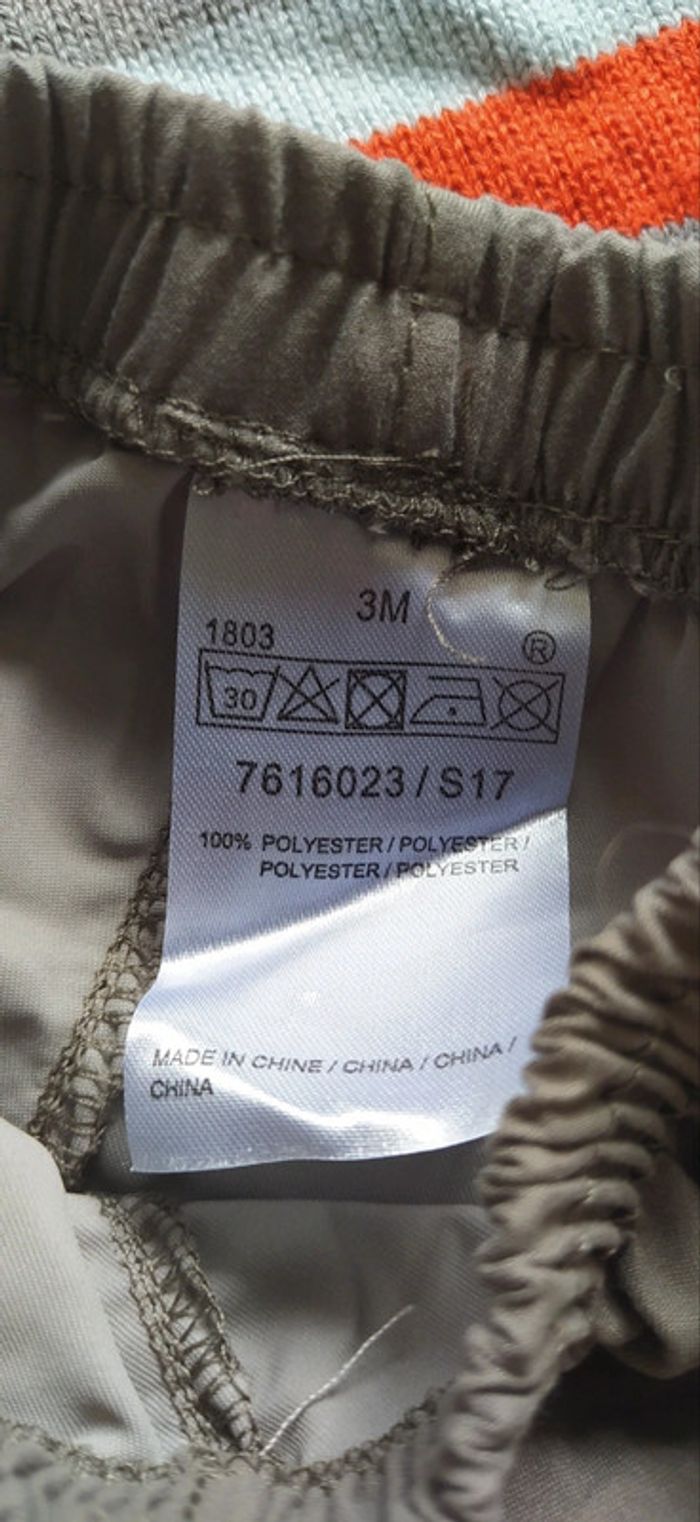 3M
1803
®
30
7616023 / S17
100% POLYESTER / POLYESTER /
POLYESTER / POLYESTER
MADE IN CHINE / CHINA / CHINA /
CHINA